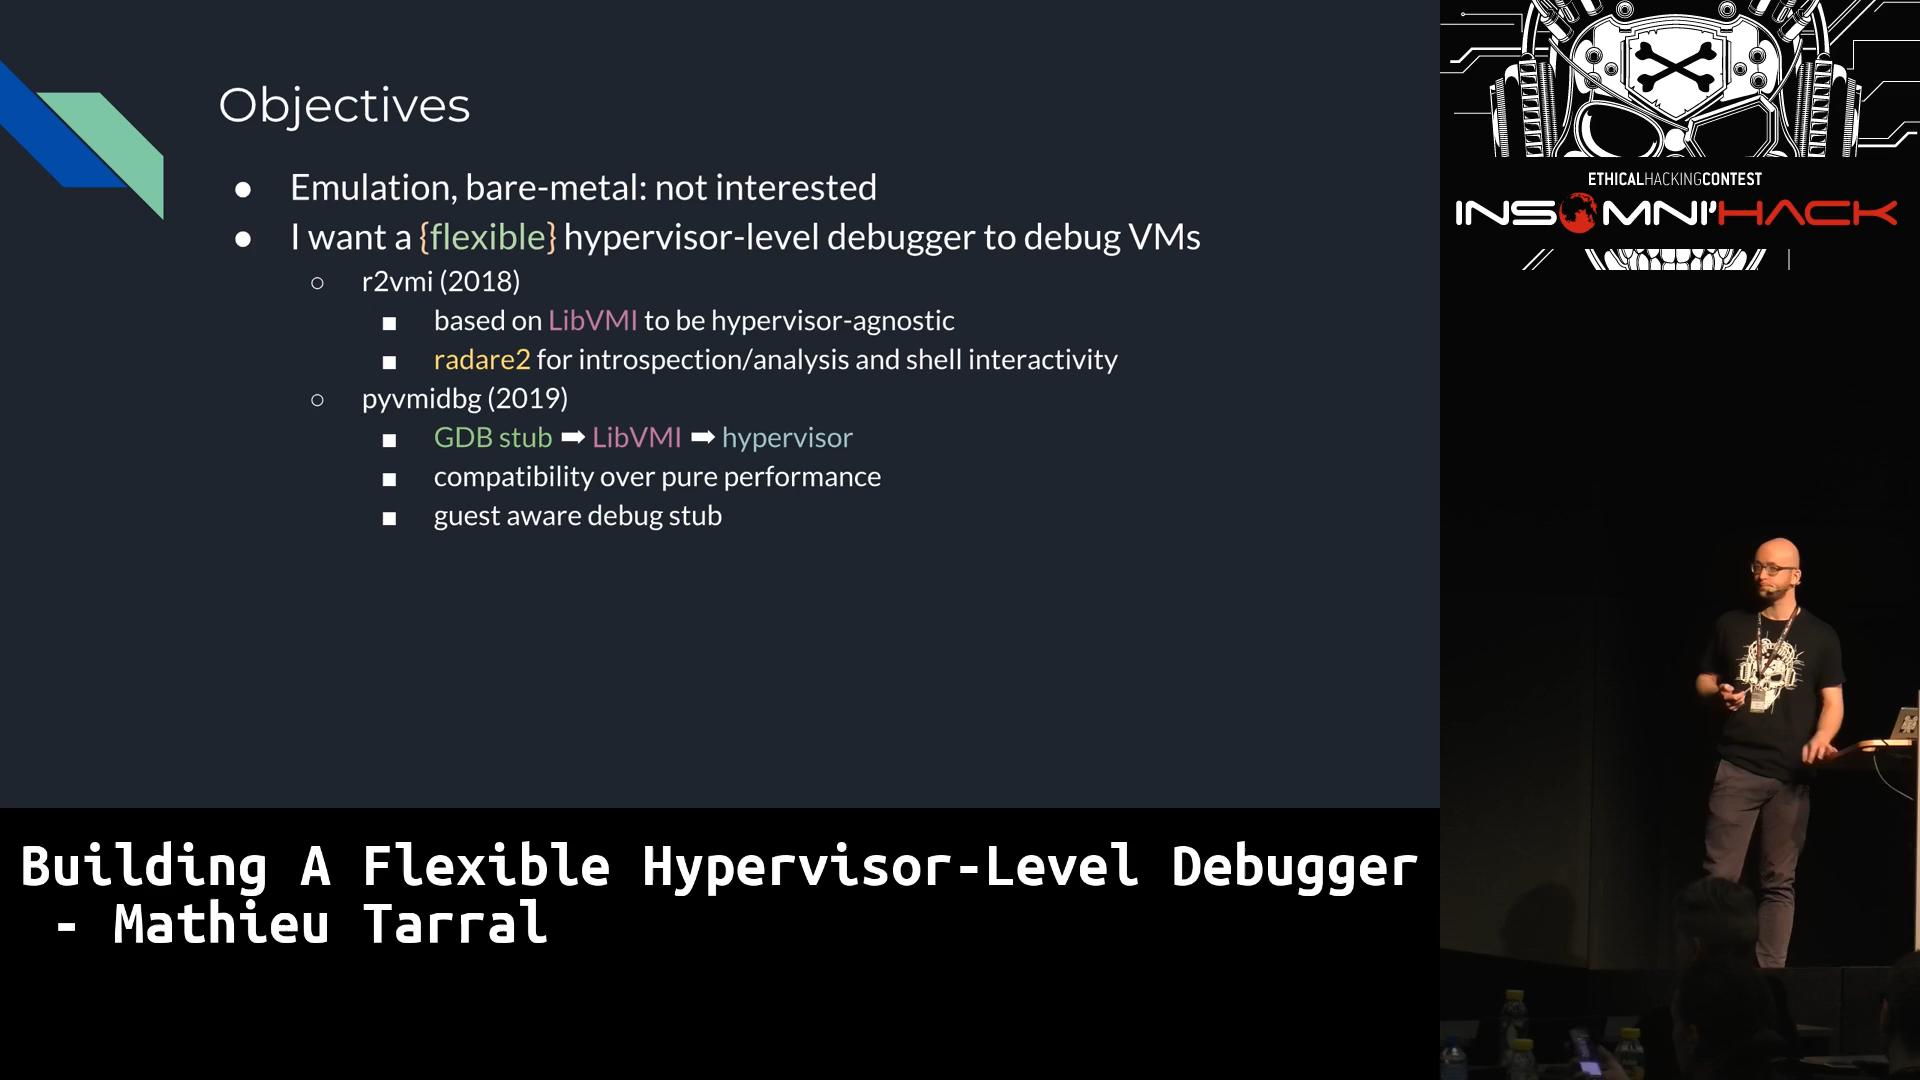 Objectives
● Emulation, bare-metal: not interested
● I want a {flexible} hypervisor-level debugger to debug VMs
○ r2vmi (2018)
■ based on LibVMI to be hypervisor-agnostic
■ radare2 for introspection/analysis and shell interactivity
○ pyvmidbg (2019)
■ GDB stub ➡ LibVMI ➡ hypervisor
■ compatibility over pure performance
■ guest aware debug stub
ETHICALHACKINGCONTEST
INSOMNI'HACK
Building A Flexible Hypervisor-Level Debugger
- Mathieu Tarral